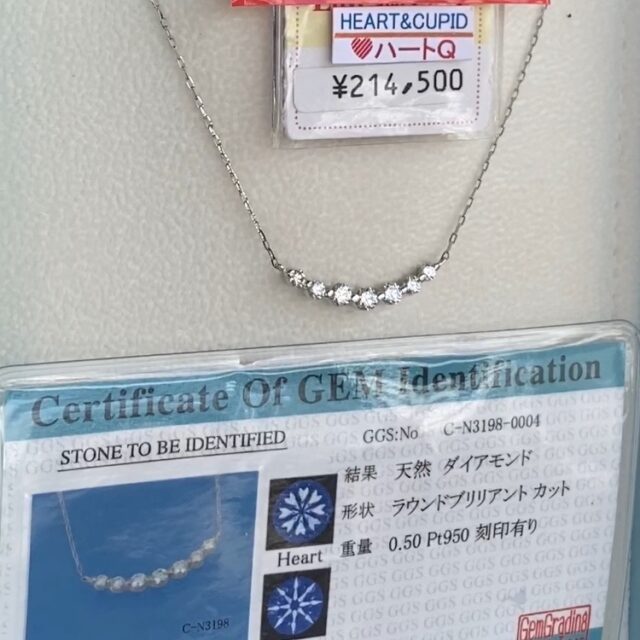 HEART&CUPID
ハートQ
¥214,500
Certificate Of GEM Identification
STONE TO BE IDENTIFIED
GGS:No C-N3198-0004
結果 天然 ダイアモンド
形状 ラウンドブリリアント カット
Heart
重量 0.50 Pt950 刻印有り
C-N3198
GemGrading